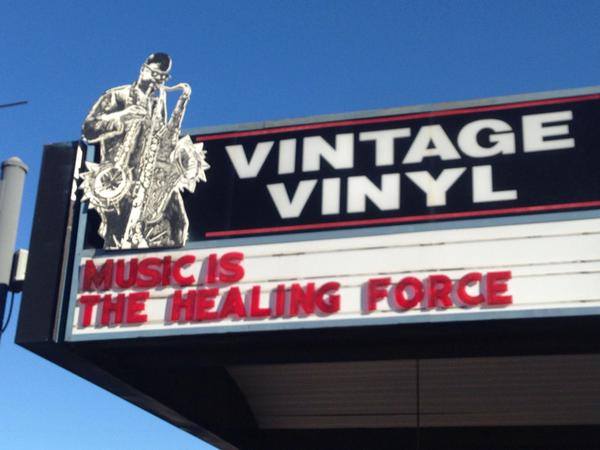 VINTAGE
VINYL
MUSIC IS
THE HEALING FORCE